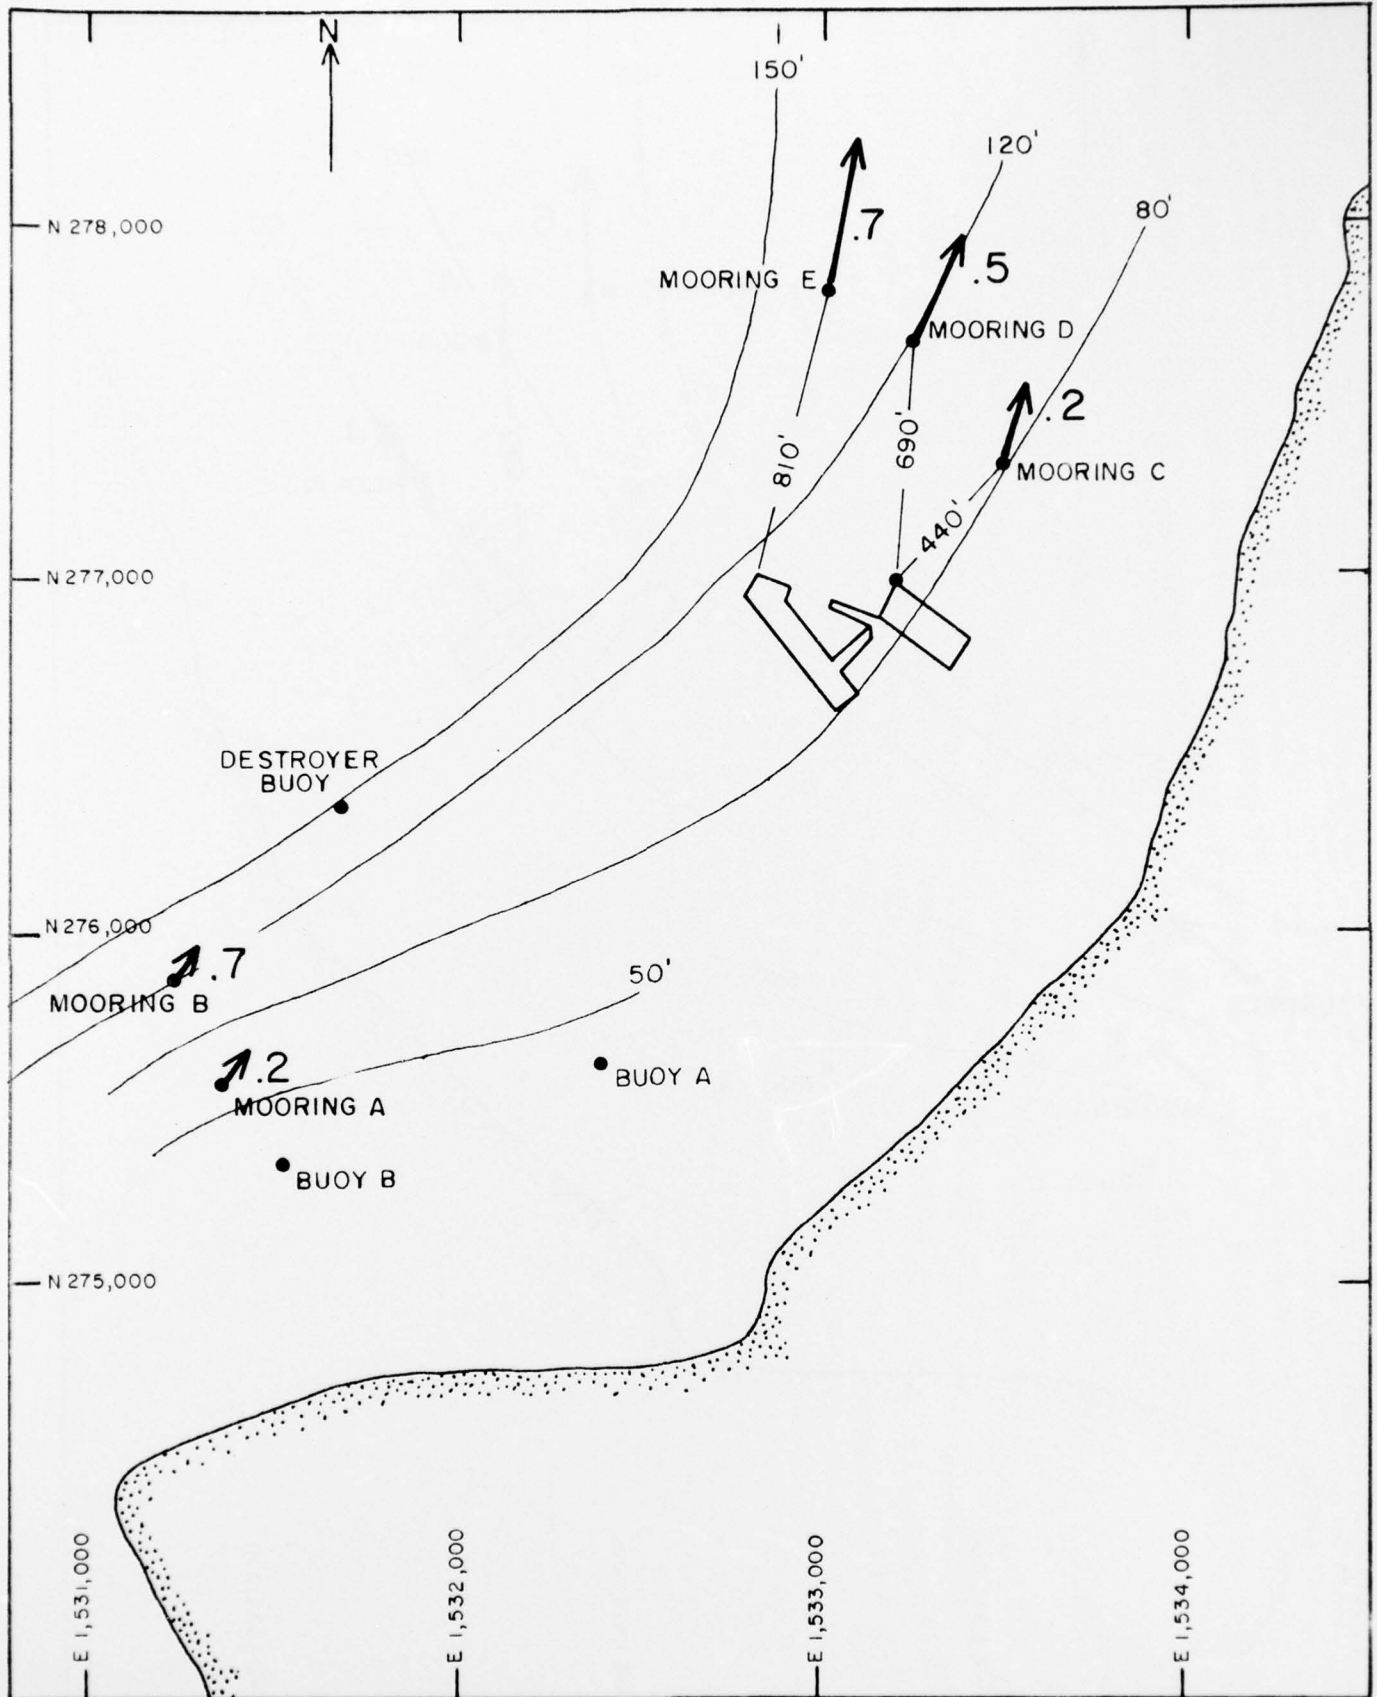 N
150'
120'
80'
N 278,000
.7
MOORING E
.5
MOORING D
.2
MOORING C
810'
690'
440'
N 277,000
DESTROYER
BUOY
N 276,000
.7
MOORING B
50'
.2
MOORING A
BUOY A
BUOY B
N 275,000
E 1,531,000
E 1,532,000
E 1,533,000
E 1,534,000